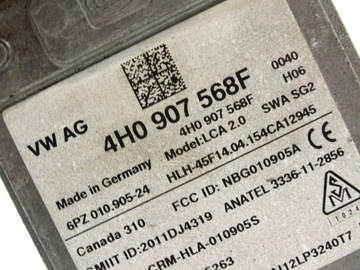 VW AG
4H0 907 568F
4H0 907 568F
0040
H06
Model:LCA 2.0
SWA SG2
Made in Germany
HLH-45F14.04.154CA12945
6PZ 010.905-24
FCC ID: NBG010905A
Canada 310
ANATEL 3336-11-2856
CMIIT ID:2011DJ4319
CRM-HLA-010905S